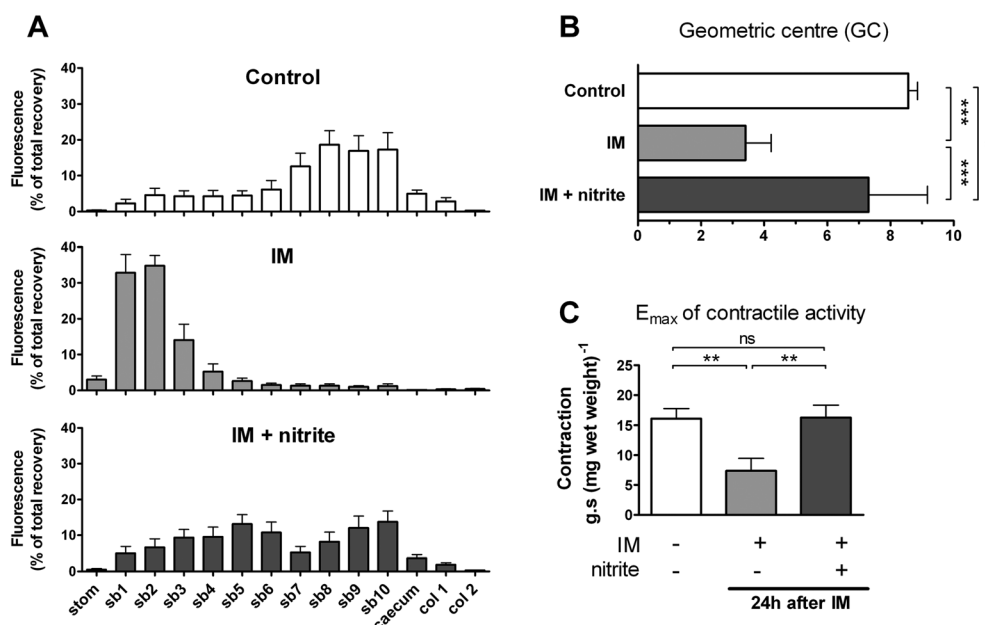 A
Control
Fluorescence
(% of total recovery)
40
30
20
10
0
IM
Fluorescence
(% of total recovery)
40
30
20
10
0
IM + nitrite
Fluorescence
(% of total recovery)
40
30
20
10
0
stom
sb1
sb2
sb3
sb4
sb5
sb6
sb7
sb8
sb9
sb10
caecum
col 1
col 2
B
Geometric centre (GC)
Control
IM
IM + nitrite
***
***
0 2 4 6 8 10
C
Emax of contractile activity
ns
** **
Contraction
g.s (mg wet weight)-1
25
20
15
10
5
0
IM - + +
nitrite - - +
24h after IM